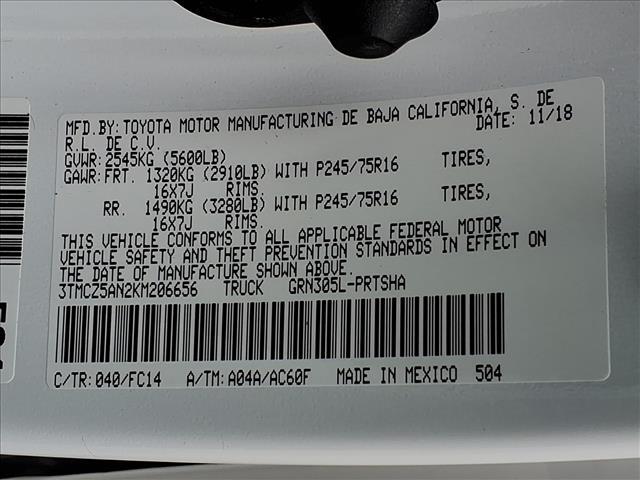 MFD.BY: TOYOTA MOTOR MANUFACTURING DE BAJA CALIFORNIA, S. DE
R.L. DE C.V. DATE: 11/18
GVWR: 2545KG (5600LB)
GAWR: FRT. 1320KG (2910LB) WITH P245/75R16 TIRES,
16X7J RIMS.
RR. 1490KG (3280LB) WITH P245/75R16 TIRES,
16X7J RIMS.
THIS VEHICLE CONFORMS TO ALL APPLICABLE FEDERAL MOTOR
VEHICLE SAFETY AND THEFT PREVENTION STANDARDS IN EFFECT ON
THE DATE OF MANUFACTURE SHOWN ABOVE.
3TMCZ5AN2KM206656 TRUCK GRN305L-PRTSHA
C/TR: 040/FC14 A/TM: A04A/AC60F MADE IN MEXICO 504